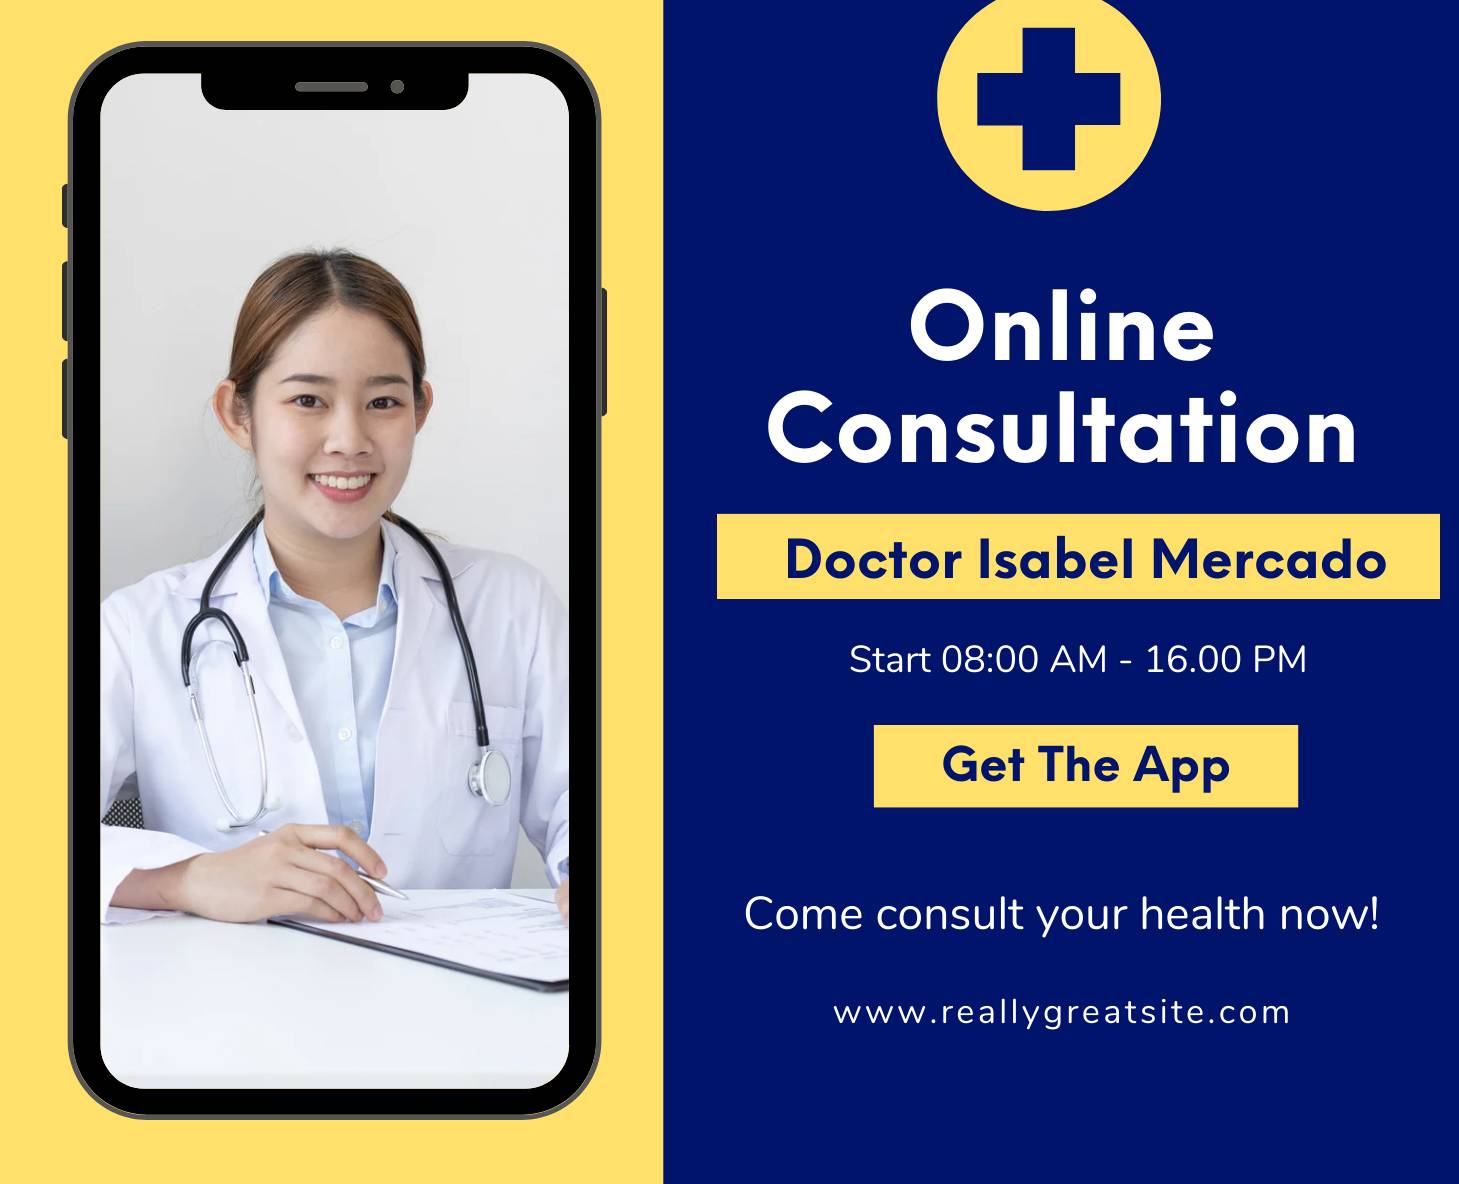 Online
Consultation
Doctor Isabel Mercado
Start 08:00 AM - 16.00 PM
Get The App
Come consult your health now!
www.reallygreatsite.com